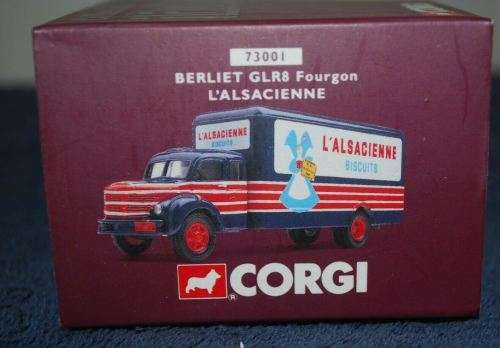 73001
BERLIET GLR8 Fourgon
L'ALSACIENNE
L'ALSACIENNE
BISCUITS
L'ALSACIENNE
BISCUITS
CORGI
®